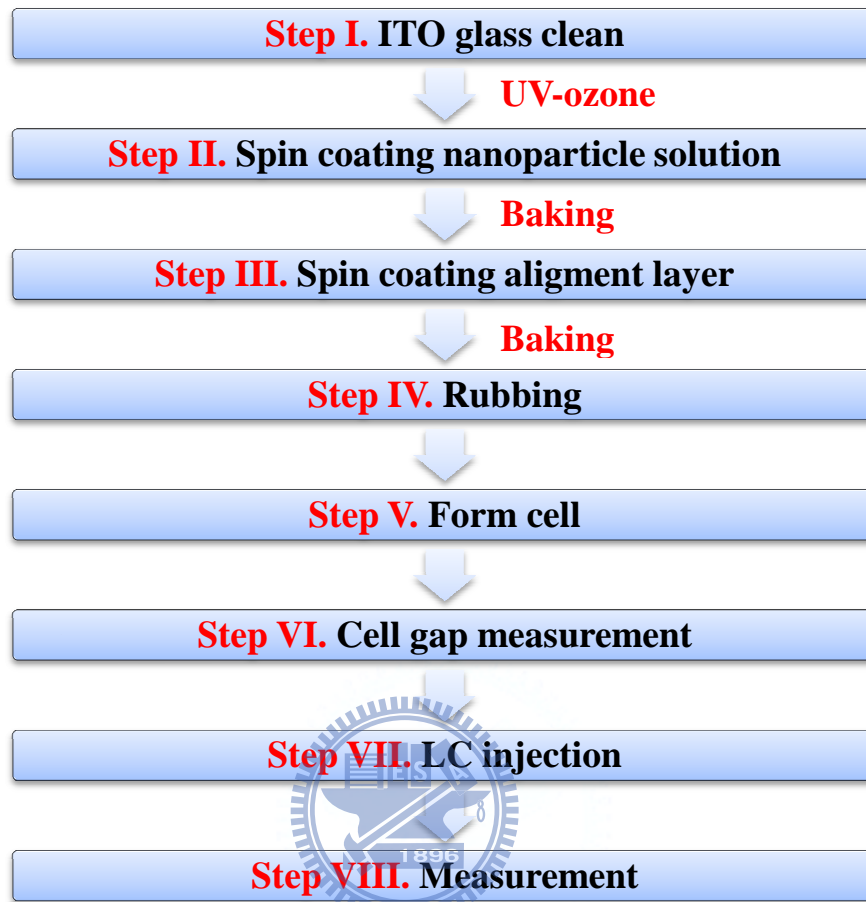 Step I. ITO glass clean
UV-ozone
Step II. Spin coating nanoparticle solution
Baking
Step III. Spin coating aligment layer
Baking
Step IV. Rubbing
Step V. Form cell
Step VI. Cell gap measurement
Step VII. LC injection
E S A
1896
Step VIII. Measurement